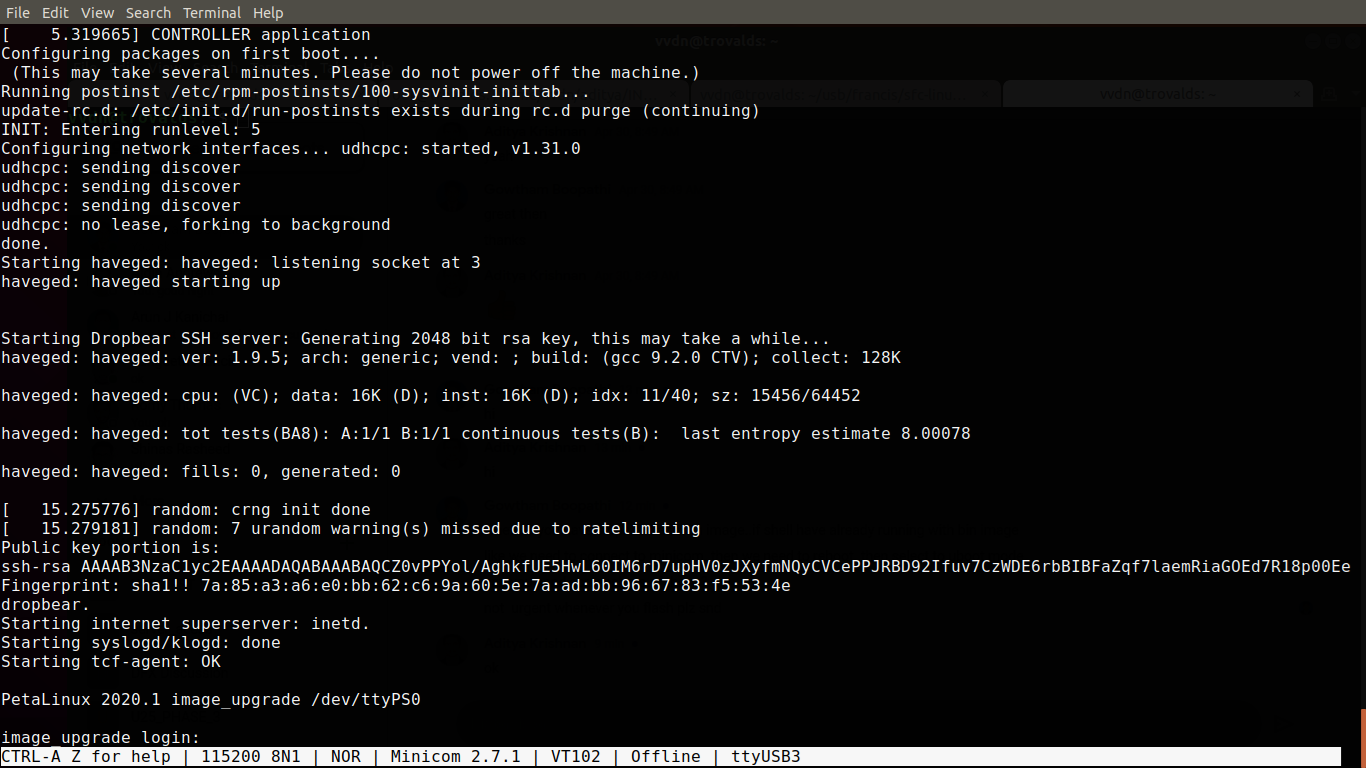 File Edit View Search Terminal Help
[    5.319665] CONTROLLER application
Configuring packages on first boot....
 (This may take several minutes. Please do not power off the machine.)
Running postinst /etc/rpm-postinsts/100-sysvinit-inittab...
update-rc.d: /etc/init.d/run-postinsts exists during rc.d purge (continuing)
INIT: Entering runlevel: 5
Configuring network interfaces... udhcpc: started, v1.31.0
udhcpc: sending discover
udhcpc: sending discover
udhcpc: sending discover
udhcpc: no lease, forking to background
done.
Starting haveged: haveged: listening socket at 3
haveged: haveged starting up
Starting Dropbear SSH server: Generating 2048 bit rsa key, this may take a while...
haveged: haveged: ver: 1.9.5; arch: generic; vend: ; build: (gcc 9.2.0 CTV); collect: 128K
haveged: haveged: cpu: (VC); data: 16K (D); inst: 16K (D); idx: 11/40; sz: 15456/64452
haveged: haveged: tot tests(BA8): A:1/1 B:1/1 continuous tests(B):  last entropy estimate 8.00078
haveged: haveged: fills: 0, generated: 0
[   15.275776] random: crng init done
[   15.279181] random: 7 urandom warning(s) missed due to ratelimiting
Public key portion is:
ssh-rsa AAAAB3NzaC1yc2EAAAADAQABAAABAQCZ0vPPYol/AghkfUE5HwL60IM6rD7upHV0zJXyfmNQyCVCePPJRBD92Ifuv7CzWDE6rbBIBFaZqf7laemRiaGOEd7R18p00Ee
Fingerprint: sha1!! 7a:85:a3:a6:e0:bb:62:c6:9a:60:5e:7a:ad:bb:96:67:83:f5:53:4e
dropbear.
Starting internet superserver: inetd.
Starting syslogd/klogd: done
Starting tcf-agent: OK
PetaLinux 2020.1 image_upgrade /dev/ttyPS0
image_upgrade login:
CTRL-A Z for help | 115200 8N1 | NOR | Minicom 2.7.1 | VT102 | Offline | ttyUSB3